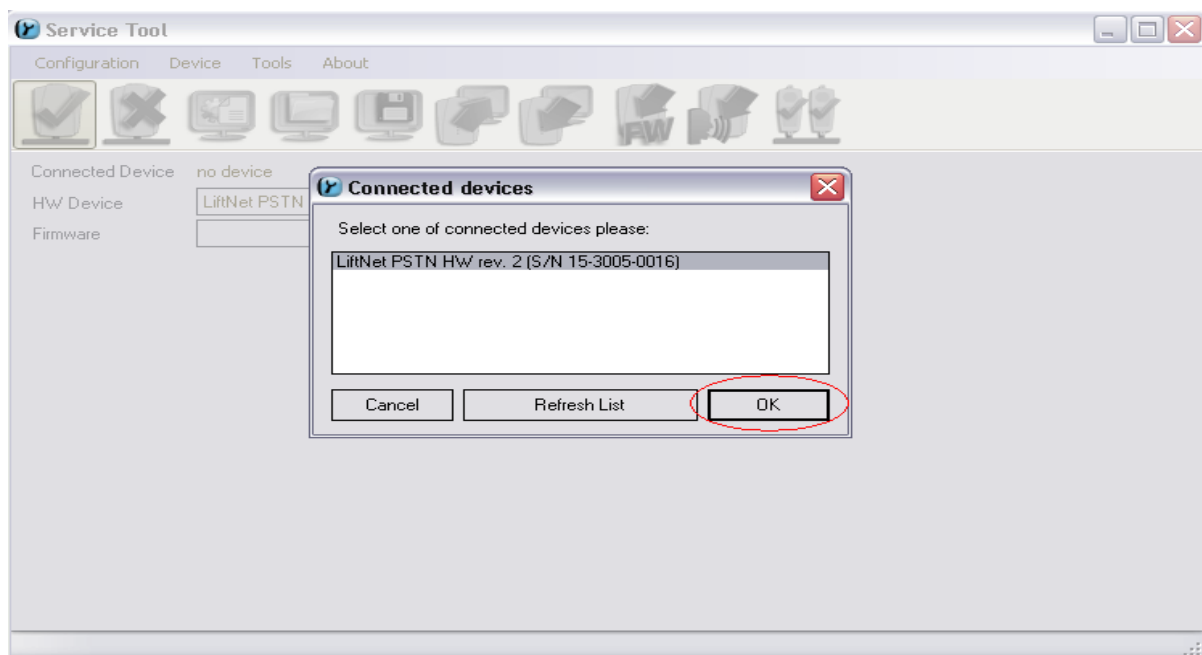 Service Tool
Configuration Device Tools About
FW
Connected Device no device
HW Device LiftNet PSTN
Firmware
Connected devices
Select one of connected devices please:
LiftNet PSTN HW rev. 2 (S/N 15-3005-0016)
Cancel Refresh List OK